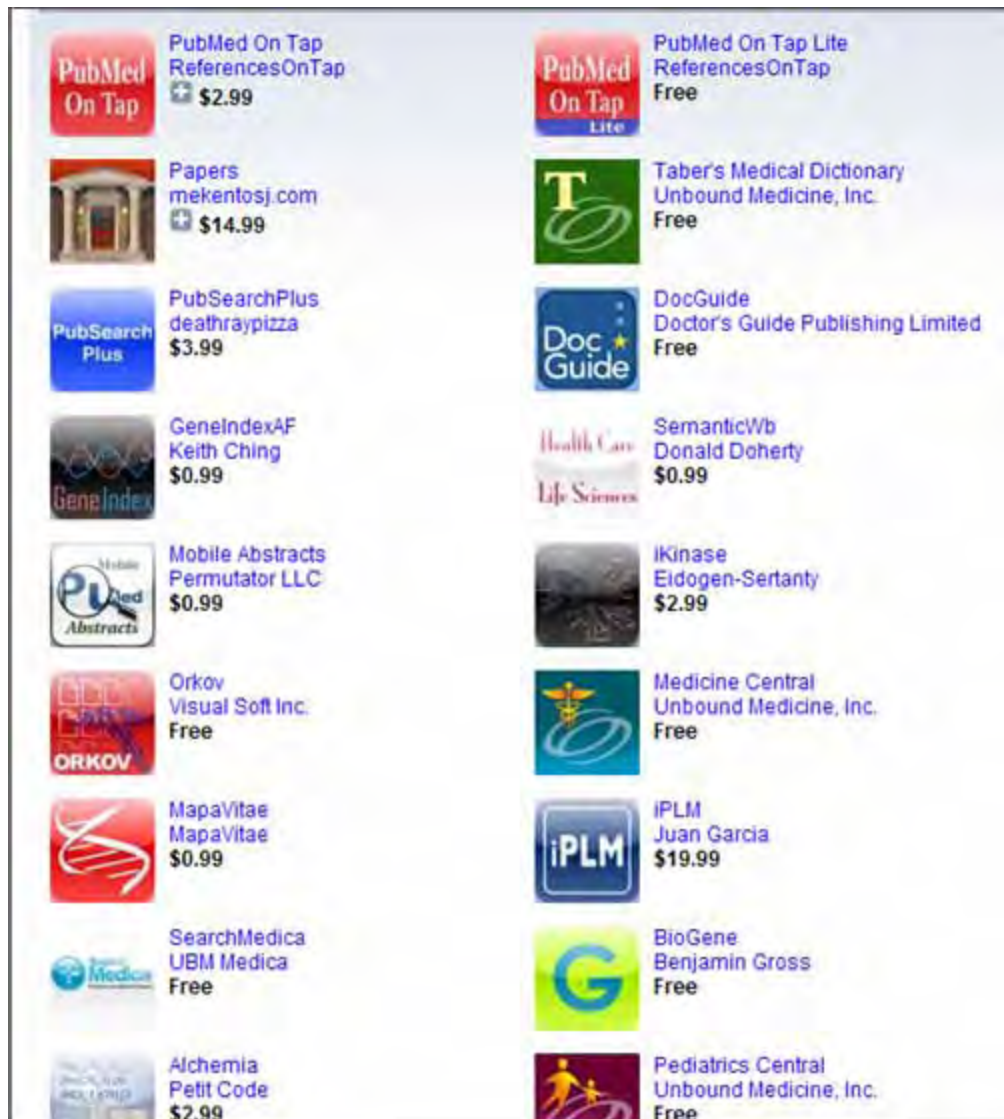 PubMed
On Tap
PubMed On Tap
ReferencesOnTap
$2.99
PubMed
On Tap
Lite
PubMed On Tap Lite
ReferencesOnTap
Free
Papers
mekentosj.com
$14.99
T
Taber's Medical Dictionary
Unbound Medicine, Inc.
Free
PubSearch
Plus
PubSearchPlus
deathraypizza
$3.99
Doc
Guide
DocGuide
Doctor's Guide Publishing Limited
Free
GeneIndex
GeneIndexAF
Keith Ching
$0.99
Health Care
Life Sciences
SemanticWb
Donald Doherty
$0.99
Mobile
Med
Abstracts
Mobile Abstracts
Permutator LLC
$0.99
iKinase
Eidogen-Sertanty
$2.99
ORKOV
Orkov
Visual Soft Inc.
Free
Medicine Central
Unbound Medicine, Inc.
Free
MapaVitae
MapaVitae
$0.99
iPLM
iPLM
Juan Garcia
$19.99
Medica
SearchMedica
UBM Medica
Free
G
BioGene
Benjamin Gross
Free
Alchemia
Petit Code
$2.99
Pediatrics Central
Unbound Medicine, Inc.
Free